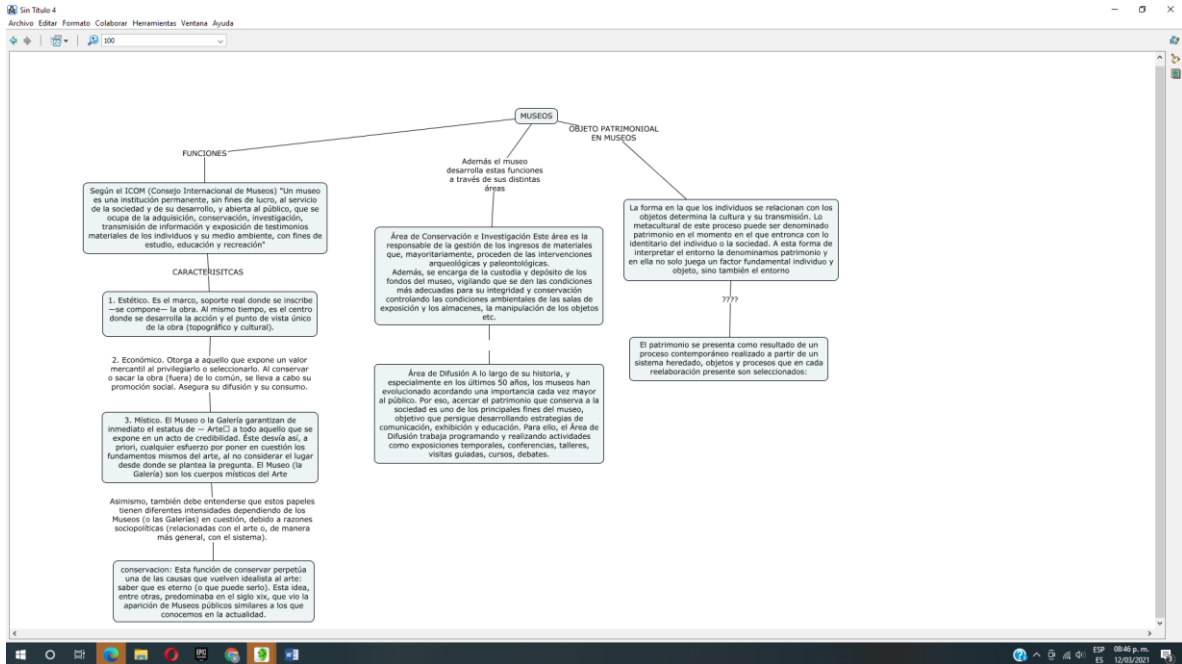 Sin Título 4
Archivo Editar Formato Colaborar Herramientas Ventana Ayuda
100
MUSEOS
FUNCIONES
Según el ICOM (Consejo Internacional de Museos) "Un museo
es una institución permanente, sin fines de lucro, al servicio
de la sociedad y de su desarrollo, y abierta al público, que se
ocupa de la adquisición, conservación, investigación,
transmisión de información y exposición de testimonios
materiales de los individuos y su medio ambiente, con fines de
estudio, educación y recreación"
CARACTERISITCAS
1. Estético. Es el marco, soporte real donde se inscribe
—se compone— la obra. Al mismo tiempo, es el centro
donde se desarrolla la acción y el punto de vista único
de la obra (topográfico y cultural).
2. Económico. Otorga a aquello que expone un valor
mercantil al privilegiarlo o seleccionarlo. Al conservar
o sacar la obra (fuera) de lo común, se lleva a cabo su
promoción social. Asegura su difusión y su consumo.
3. Místico. El Museo o la Galería garantizan de
inmediato el estatus de — Arte□ a todo aquello que se
expone en un acto de credibilidad. Éste desvía así, a
priori, cualquier esfuerzo por poner en cuestión los
fundamentos mismos del arte, al no considerar el lugar
desde donde se plantea la pregunta. El Museo (la
Galería) son los cuerpos místicos del Arte
Asimismo, también debe entenderse que estos papeles
tienen diferentes intensidades dependiendo de los
Museos (o las Galerías) en cuestión, debido a razones
sociopolíticas (relacionadas con el arte o, de manera
más general, con el sistema).
conservacion: Esta función de conservar perpetúa
una de las causas que vuelven idealista al arte:
saber que es eterno (o que puede serlo). Esta idea,
entre otras, predominaba en el siglo xix, que vio la
aparición de Museos públicos similares a los que
conocemos en la actualidad.
Además el museo
desarrolla estas funciones
a través de sus distintas
áreas
Área de Conservación e Investigación Este área es la
responsable de la gestión de los ingresos de materiales
que, mayoritariamente, proceden de las intervenciones
arqueológicas y paleontológicas.
Además, se encarga de la custodia y depósito de los
fondos del museo, vigilando que se den las condiciones
más adecuadas para su integridad y conservación
controlando las condiciones ambientales de las salas de
exposición y los almacenes, la manipulación de los objetos
etc.
Área de Difusión A lo largo de su historia, y
especialmente en los últimos 50 años, los museos han
evolucionado acordando una importancia cada vez mayor
al público. Por eso, acercar el patrimonio que conserva a la
sociedad es uno de los principales fines del museo,
objetivo que persigue desarrollando estrategias de
comunicación, exhibición y educación. Para ello, el Área de
Difusión trabaja programando y realizando actividades
como exposiciones temporales, conferencias, talleres,
visitas guiadas, cursos, debates.
OBJETO PATRIMONIOAL
EN MUSEOS
La forma en la que los individuos se relacionan con los
objetos determina la cultura y su transmisión. Lo
metacultural de este proceso puede ser denominado
patrimonio en el momento en el que entronca con lo
identitario del individuo o la sociedad. A esta forma de
interpretar el entorno la denominamos patrimonio y
en ella no solo juega un factor fundamental individuo y
objeto, sino también el entorno
????
El patrimonio se presenta como resultado de un
proceso contemporáneo realizado a partir de un
sistema heredado, objetos y procesos que en cada
reelaboración presente son seleccionados:
EPIC
ESP
ES
08:46 p. m.
12/03/2021